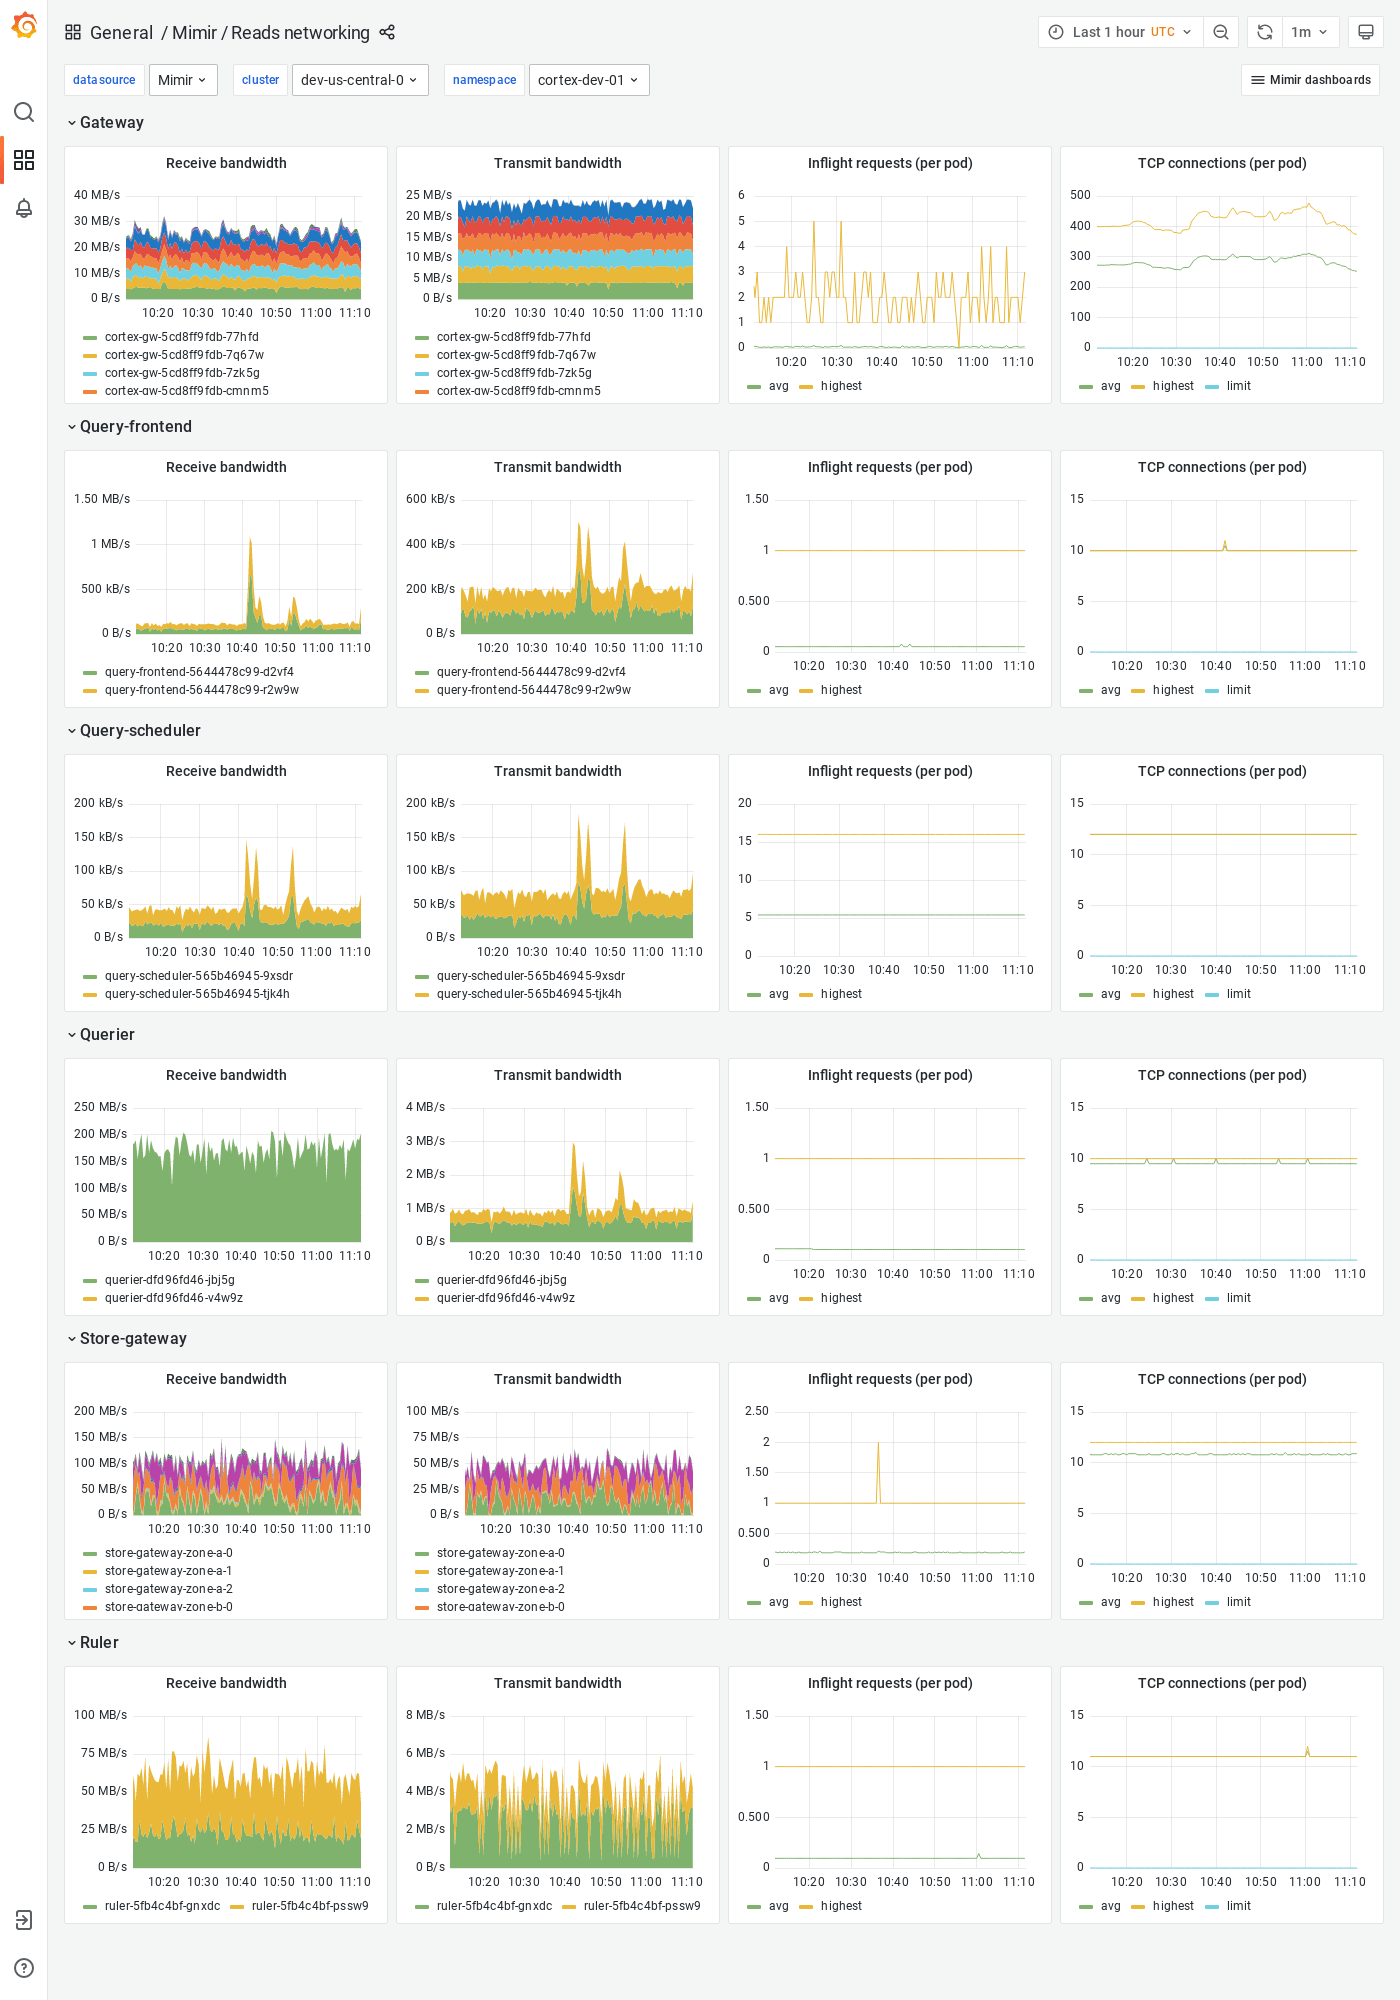 General / Mimir / Reads networking
Last 1 hour UTC
1m
datasource Mimir cluster dev-us-central-0 namespace cortex-dev-01
Mimir dashboards
Gateway
Receive bandwidth
40 MB/s
30 MB/s
20 MB/s
10 MB/s
0 B/s
10:20 10:30 10:40 10:50 11:00 11:10
cortex-gw-5cd8ff9fdb-77hfd
cortex-gw-5cd8ff9fdb-7q67w
cortex-gw-5cd8ff9fdb-7zk5g
cortex-gw-5cd8ff9fdb-cmnm5
Transmit bandwidth
25 MB/s
20 MB/s
15 MB/s
10 MB/s
5 MB/s
0 B/s
10:20 10:30 10:40 10:50 11:00 11:10
cortex-gw-5cd8ff9fdb-77hfd
cortex-gw-5cd8ff9fdb-7q67w
cortex-gw-5cd8ff9fdb-7zk5g
cortex-gw-5cd8ff9fdb-cmnm5
Inflight requests (per pod)
6
5
4
3
2
1
0
10:20 10:30 10:40 10:50 11:00 11:10
avg highest
TCP connections (per pod)
500
400
300
200
100
0
10:20 10:30 10:40 10:50 11:00 11:10
avg highest limit
Query-frontend
Receive bandwidth
1.50 MB/s
1 MB/s
500 kB/s
0 B/s
10:20 10:30 10:40 10:50 11:00 11:10
query-frontend-5644478c99-d2vf4
query-frontend-5644478c99-r2w9w
Transmit bandwidth
600 kB/s
400 kB/s
200 kB/s
0 B/s
10:20 10:30 10:40 10:50 11:00 11:10
query-frontend-5644478c99-d2vf4
query-frontend-5644478c99-r2w9w
Inflight requests (per pod)
1.50
1
0.500
0
10:20 10:30 10:40 10:50 11:00 11:10
avg highest
TCP connections (per pod)
15
10
5
0
10:20 10:30 10:40 10:50 11:00 11:10
avg highest limit
Query-scheduler
Receive bandwidth
200 kB/s
150 kB/s
100 kB/s
50 kB/s
0 B/s
10:20 10:30 10:40 10:50 11:00 11:10
query-scheduler-565b46945-9xsdr
query-scheduler-565b46945-tjk4h
Transmit bandwidth
200 kB/s
150 kB/s
100 kB/s
50 kB/s
0 B/s
10:20 10:30 10:40 10:50 11:00 11:10
query-scheduler-565b46945-9xsdr
query-scheduler-565b46945-tjk4h
Inflight requests (per pod)
20
15
10
5
0
10:20 10:30 10:40 10:50 11:00 11:10
avg highest
TCP connections (per pod)
15
10
5
0
10:20 10:30 10:40 10:50 11:00 11:10
avg highest limit
Querier
Receive bandwidth
250 MB/s
200 MB/s
150 MB/s
100 MB/s
50 MB/s
0 B/s
10:20 10:30 10:40 10:50 11:00 11:10
querier-dfd96fd46-jbj5g
querier-dfd96fd46-v4w9z
Transmit bandwidth
4 MB/s
3 MB/s
2 MB/s
1 MB/s
0 B/s
10:20 10:30 10:40 10:50 11:00 11:10
querier-dfd96fd46-jbj5g
querier-dfd96fd46-v4w9z
Inflight requests (per pod)
1.50
1
0.500
0
10:20 10:30 10:40 10:50 11:00 11:10
avg highest
TCP connections (per pod)
15
10
5
0
10:20 10:30 10:40 10:50 11:00 11:10
avg highest limit
Store-gateway
Receive bandwidth
200 MB/s
150 MB/s
100 MB/s
50 MB/s
0 B/s
10:20 10:30 10:40 10:50 11:00 11:10
store-gateway-zone-a-0
store-gateway-zone-a-1
store-gateway-zone-a-2
store-gateway-zone-b-0
Transmit bandwidth
100 MB/s
75 MB/s
50 MB/s
25 MB/s
0 B/s
10:20 10:30 10:40 10:50 11:00 11:10
store-gateway-zone-a-0
store-gateway-zone-a-1
store-gateway-zone-a-2
store-gateway-zone-b-0
Inflight requests (per pod)
2.50
2
1.50
1
0.500
0
10:20 10:30 10:40 10:50 11:00 11:10
avg highest
TCP connections (per pod)
15
10
5
0
10:20 10:30 10:40 10:50 11:00 11:10
avg highest limit
Ruler
Receive bandwidth
100 MB/s
75 MB/s
50 MB/s
25 MB/s
0 B/s
10:20 10:30 10:40 10:50 11:00 11:10
ruler-5fb4c4bf-gnxdc ruler-5fb4c4bf-pssw9
Transmit bandwidth
8 MB/s
6 MB/s
4 MB/s
2 MB/s
0 B/s
10:20 10:30 10:40 10:50 11:00 11:10
ruler-5fb4c4bf-gnxdc ruler-5fb4c4bf-pssw9
Inflight requests (per pod)
1.50
1
0.500
0
10:20 10:30 10:40 10:50 11:00 11:10
avg highest
TCP connections (per pod)
15
10
5
0
10:20 10:30 10:40 10:50 11:00 11:10
avg highest limit